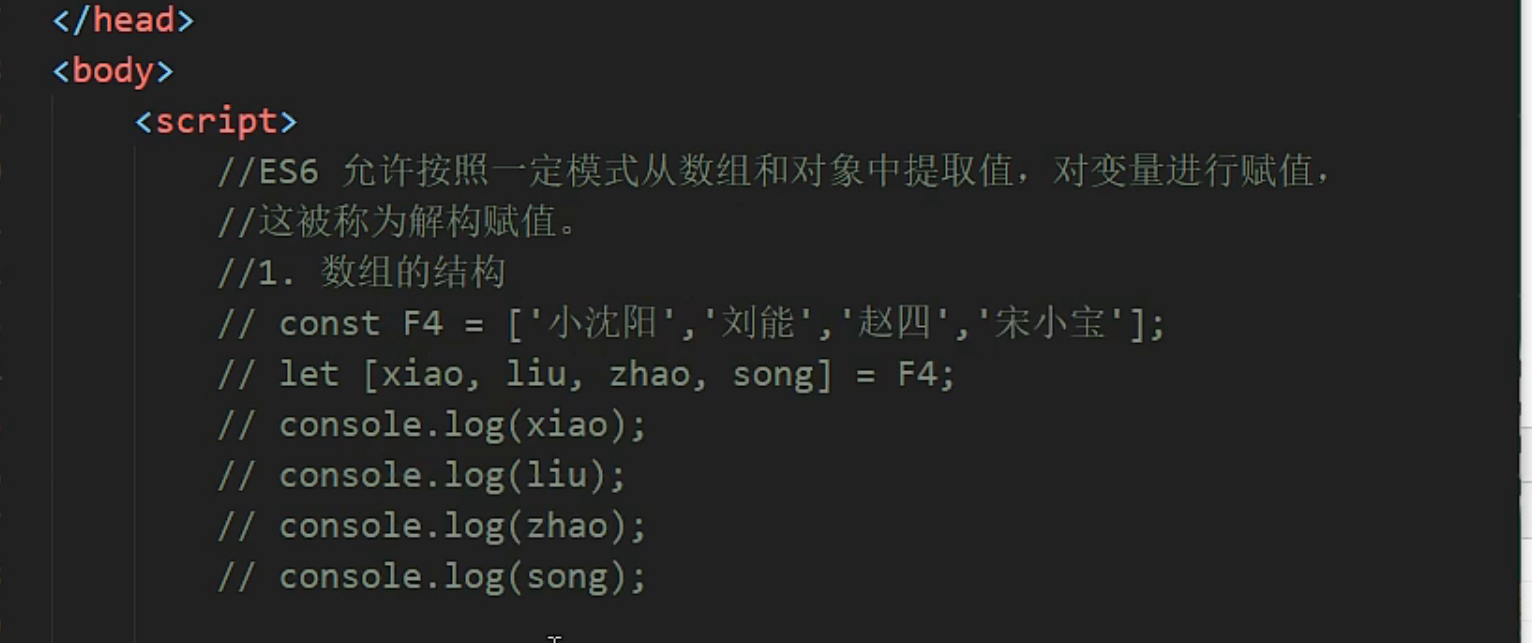 </head>
<body>
<script>
//ES6 允许按照一定模式从数组和对象中提取值，对变量进行赋值，
//这被称为解构赋值。
//1. 数组的结构
// const F4 = ['小沈阳','刘能','赵四','宋小宝'];
// let [xiao, liu, zhao, song] = F4;
// console.log(xiao);
// console.log(liu);
// console.log(zhao);
// console.log(song);